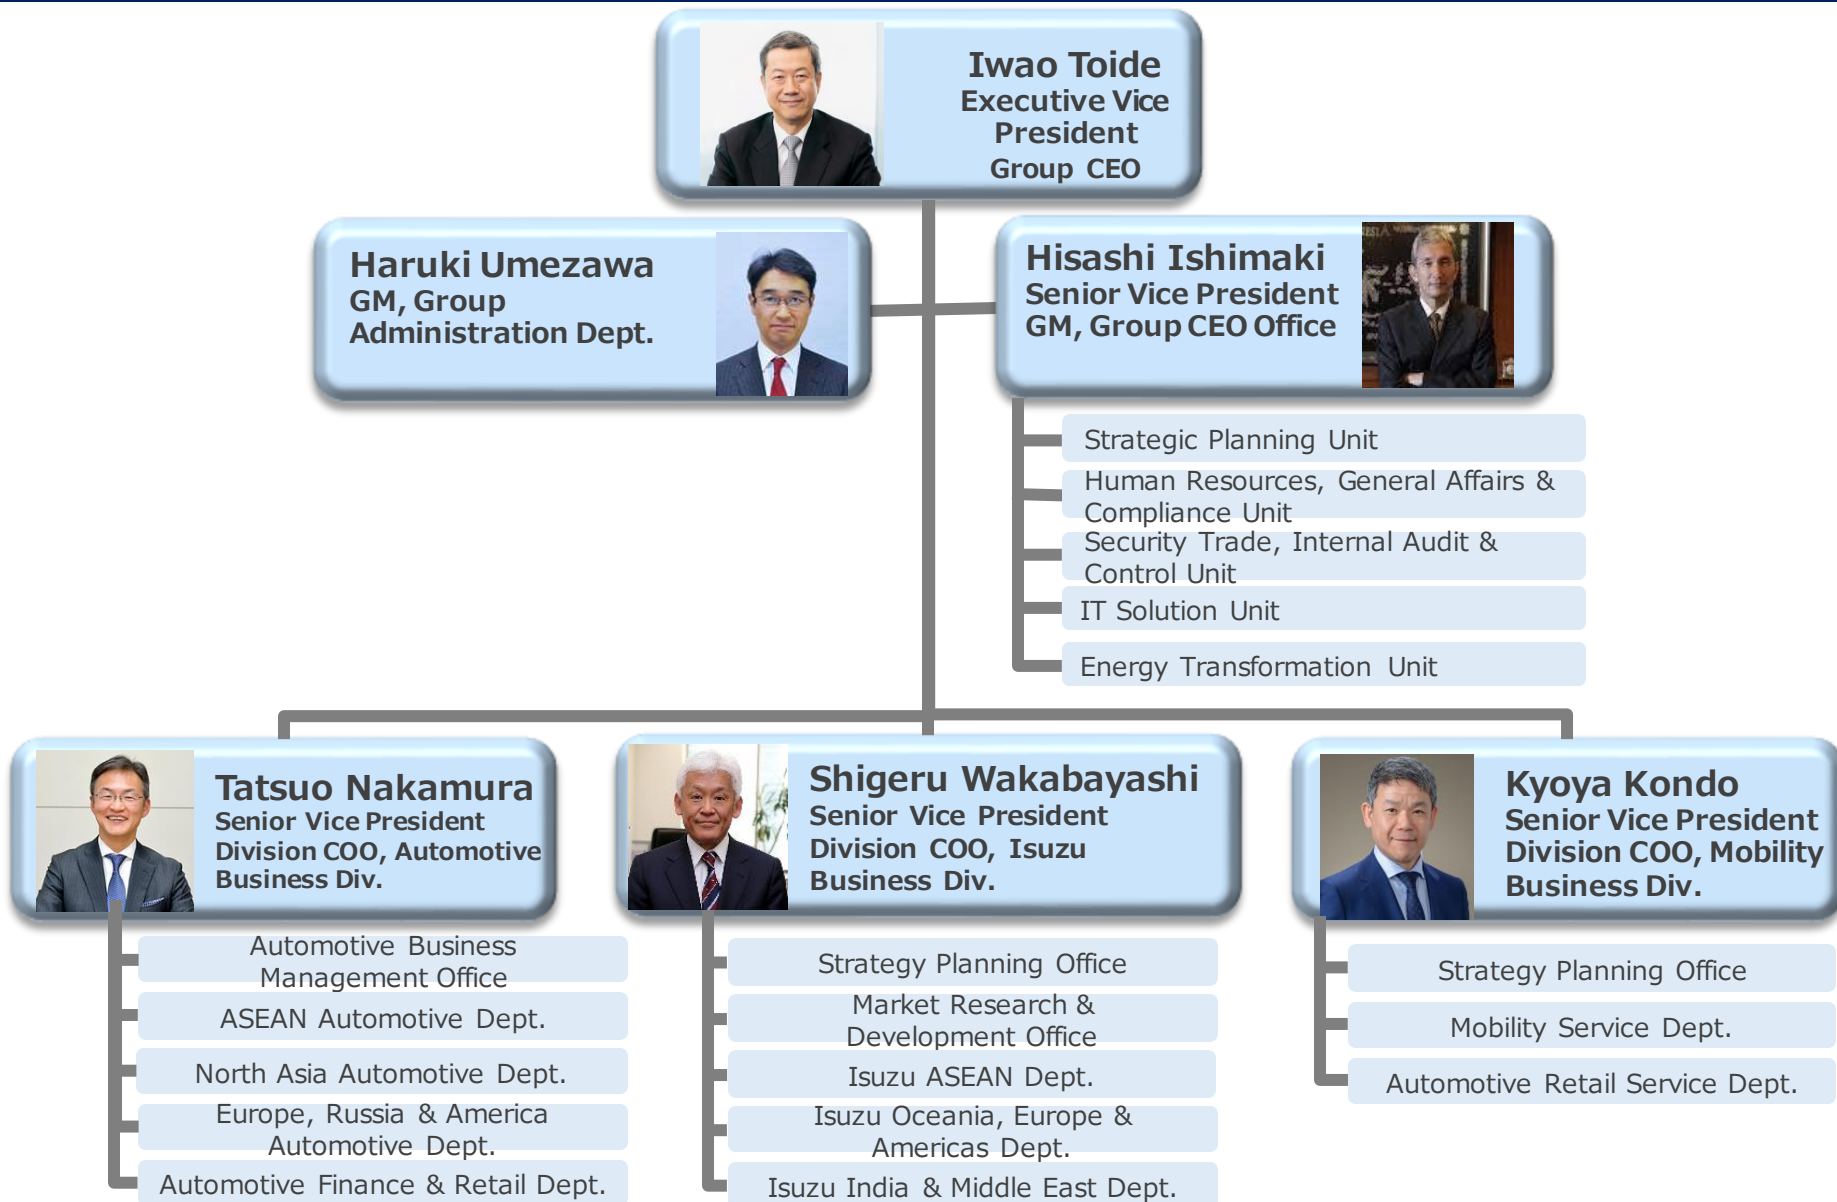 Iwao Toide
Executive Vice
President
Group CEO
Haruki Umezawa
GM, Group
Administration Dept.
Hisashi Ishimaki
Senior Vice President
GM, Group CEO Office
Strategic Planning Unit
Human Resources, General Affairs &
Compliance Unit
Security Trade, Internal Audit &
Control Unit
IT Solution Unit
Energy Transformation Unit
Tatsuo Nakamura
Senior Vice President
Division COO, Automotive
Business Div.
Automotive Business
Management Office
ASEAN Automotive Dept.
North Asia Automotive Dept.
Europe, Russia & America
Automotive Dept.
Automotive Finance & Retail Dept.
Shigeru Wakabayashi
Senior Vice President
Division COO, Isuzu
Business Div.
Strategy Planning Office
Market Research &
Development Office
Isuzu ASEAN Dept.
Isuzu Oceania, Europe &
Americas Dept.
Isuzu India & Middle East Dept.
Kyoya Kondo
Senior Vice President
Division COO, Mobility
Business Div.
Strategy Planning Office
Mobility Service Dept.
Automotive Retail Service Dept.